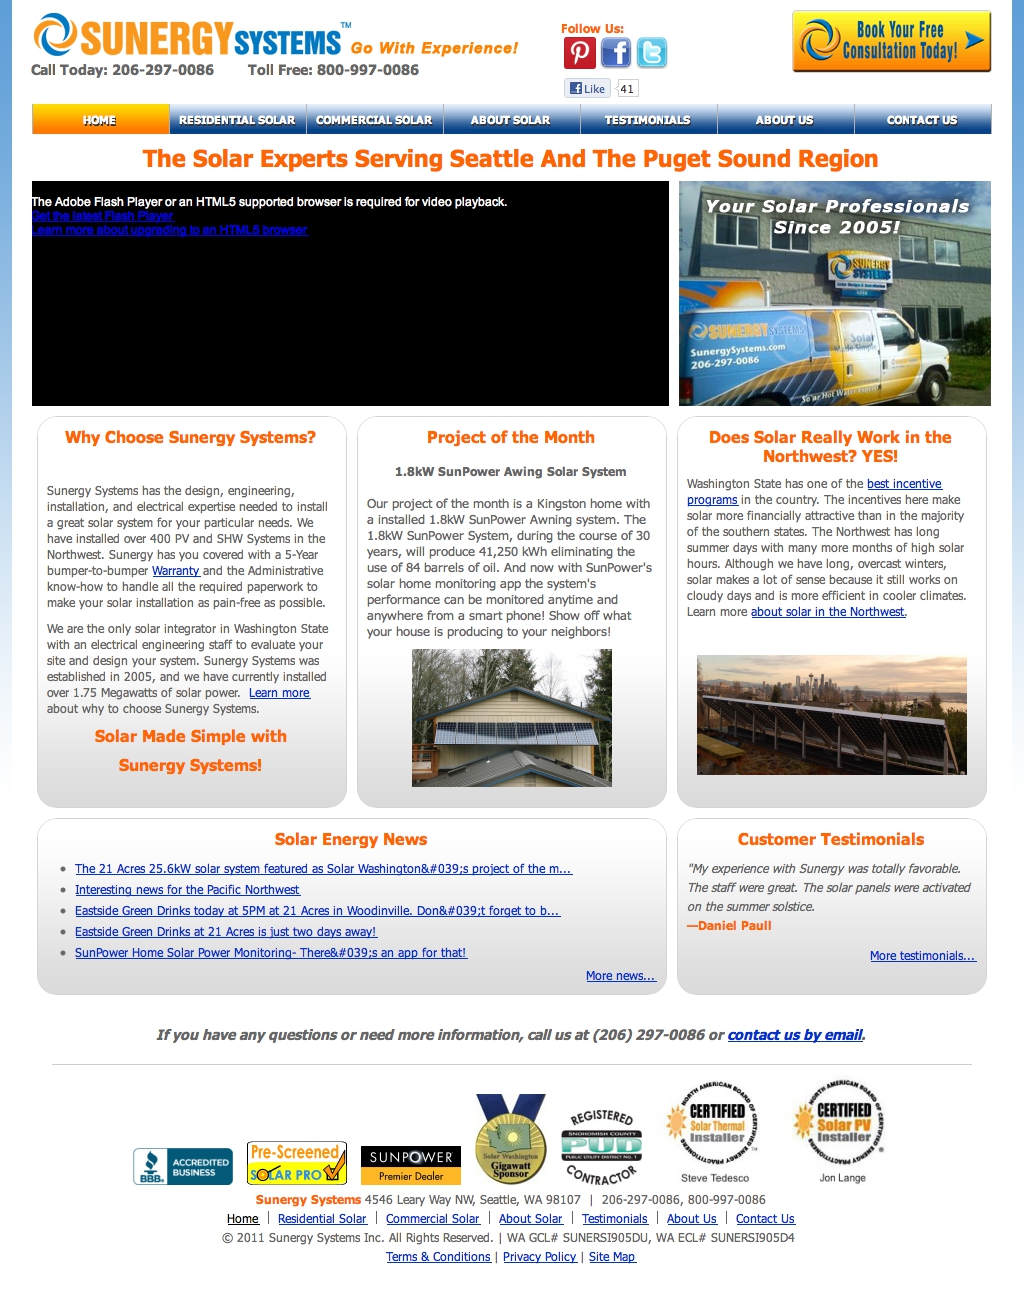 SUNERGY SYSTEMS™ Go With Experience!
Call Today: 206-297-0086 Toll Free: 800-997-0086
Follow Us:
Like 41
Book Your Free
Consultation Today!
HOME RESIDENTIAL SOLAR COMMERCIAL SOLAR ABOUT SOLAR TESTIMONIALS ABOUT US CONTACT US
The Solar Experts Serving Seattle And The Puget Sound Region
The Adobe Flash Player or an HTML5 supported browser is required for video playback.
Get the latest Flash Player
Learn more about upgrading to an HTML5 browser
Your Solar Professionals
Since 2005!
SUNERGY
SYSTEMS
SUNERGY SYSTEMS
SunergySystems.com
206-297-0086
Solar
Made Simple
Solar Hot Water
Why Choose Sunergy Systems?
Sunergy Systems has the design, engineering,
installation, and electrical expertise needed to install
a great solar system for your particular needs. We
have installed over 400 PV and SHW Systems in the
Northwest. Sunergy has you covered with a 5-Year
bumper-to-bumper Warranty and the Administrative
know-how to handle all the required paperwork to
make your solar installation as pain-free as possible.
We are the only solar integrator in Washington State
with an electrical engineering staff to evaluate your
site and design your system. Sunergy Systems was
established in 2005, and we have currently installed
over 1.75 Megawatts of solar power. Learn more
about why to choose Sunergy Systems.
Solar Made Simple with
Sunergy Systems!
Project of the Month
1.8kW SunPower Awing Solar System
Our project of the month is a Kingston home with
a installed 1.8kW SunPower Awning system. The
1.8kW SunPower System, during the course of 30
years, will produce 41,250 kWh eliminating the
use of 84 barrels of oil. And now with SunPower's
solar home monitoring app the system's
performance can be monitored anytime and
anywhere from a smart phone! Show off what
your house is producing to your neighbors!
Does Solar Really Work in the
Northwest? YES!
Washington State has one of the best incentive
programs in the country. The incentives here make
solar more financially attractive than in the majority
of the southern states. The Northwest has long
summer days with many more months of high solar
hours. Although we have long, overcast winters,
solar makes a lot of sense because it still works on
cloudy days and is more efficient in cooler climates.
Learn more about solar in the Northwest.
Solar Energy News
The 21 Acres 25.6kW solar system featured as Solar Washington&#039;s project of the m...
Interesting news for the Pacific Northwest
Eastside Green Drinks today at 5PM at 21 Acres in Woodinville. Don&#039;t forget to b...
Eastside Green Drinks at 21 Acres is just two days away!
SunPower Home Solar Power Monitoring- There&#039;s an app for that!
More news...
Customer Testimonials
"My experience with Sunergy was totally favorable.
The staff were great. The solar panels were activated
on the summer solstice.
—Daniel Paull
More testimonials...
If you have any questions or need more information, call us at (206) 297-0086 or contact us by email.
BBB. ACCREDITED
BUSINESS
Pre-Screened
SOLAR PRO
SUNPOWER
Premier Dealer
Solar Washington
Gigawatt
Sponsor
REGISTERED
SNOHOMISH COUNTY
PUD
PUBLIC UTILITY DISTRICT NO. 1
CONTRACTOR
NORTH AMERICAN BOARD OF CERTIFIED ENERGY PRACTITIONERS
CERTIFIED
Solar Thermal
Installer
Steve Tedesco
NORTH AMERICAN BOARD OF CERTIFIED ENERGY PRACTITIONERS
CERTIFIED
Solar PV
Installer
Jon Lange
Sunergy Systems 4546 Leary Way NW, Seattle, WA 98107 | 206-297-0086, 800-997-0086
Home | Residential Solar | Commercial Solar | About Solar | Testimonials | About Us | Contact Us
© 2011 Sunergy Systems Inc. All Rights Reserved. | WA GCL# SUNERSI905DU, WA ECL# SUNERSI905D4
Terms & Conditions | Privacy Policy | Site Map